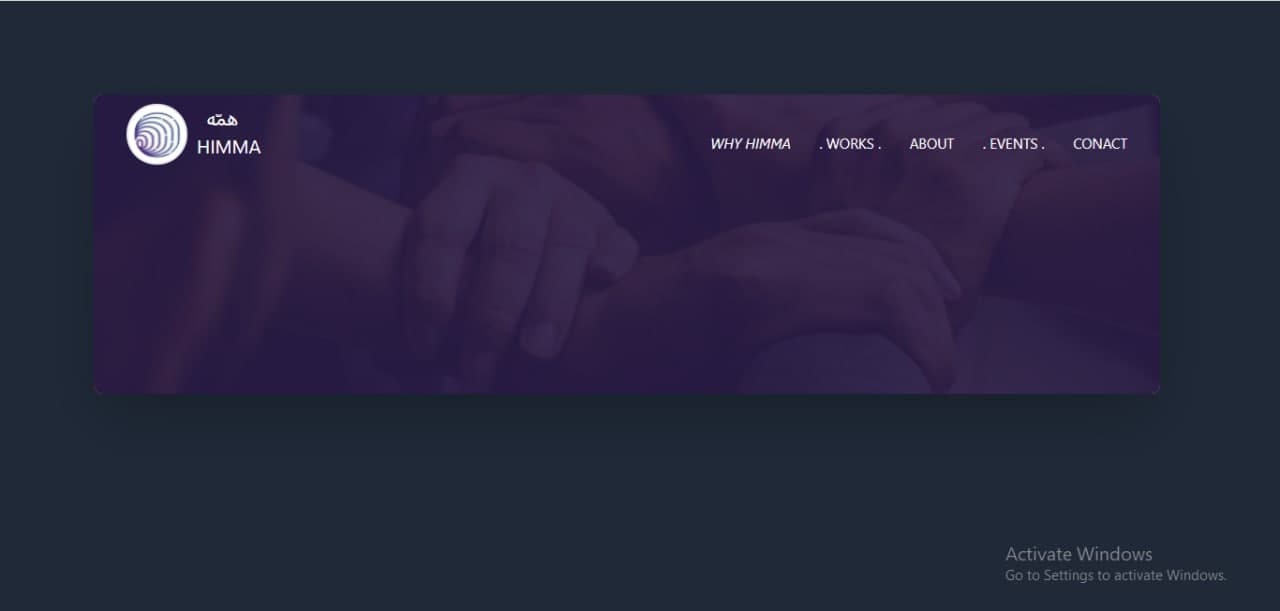 همّه
HIMMA
WHY HIMMA . WORKS . ABOUT . EVENTS . CONACT
Activate Windows
Go to Settings to activate Windows.